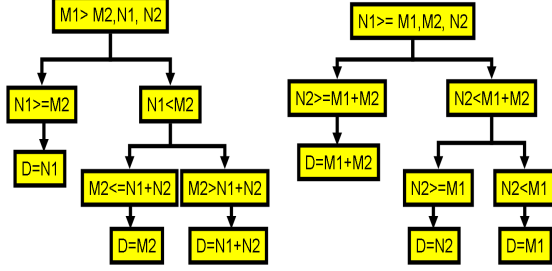 M1> M2,N1, N2
N1>=M2
N1<M2
D=N1
M2<=N1+N2
M2>N1+N2
D=M2
D=N1+N2
N1>= M1,M2, N2
N2>=M1+M2
N2<M1+M2
D=M1+M2
N2>=M1
N2<M1
D=N2
D=M1